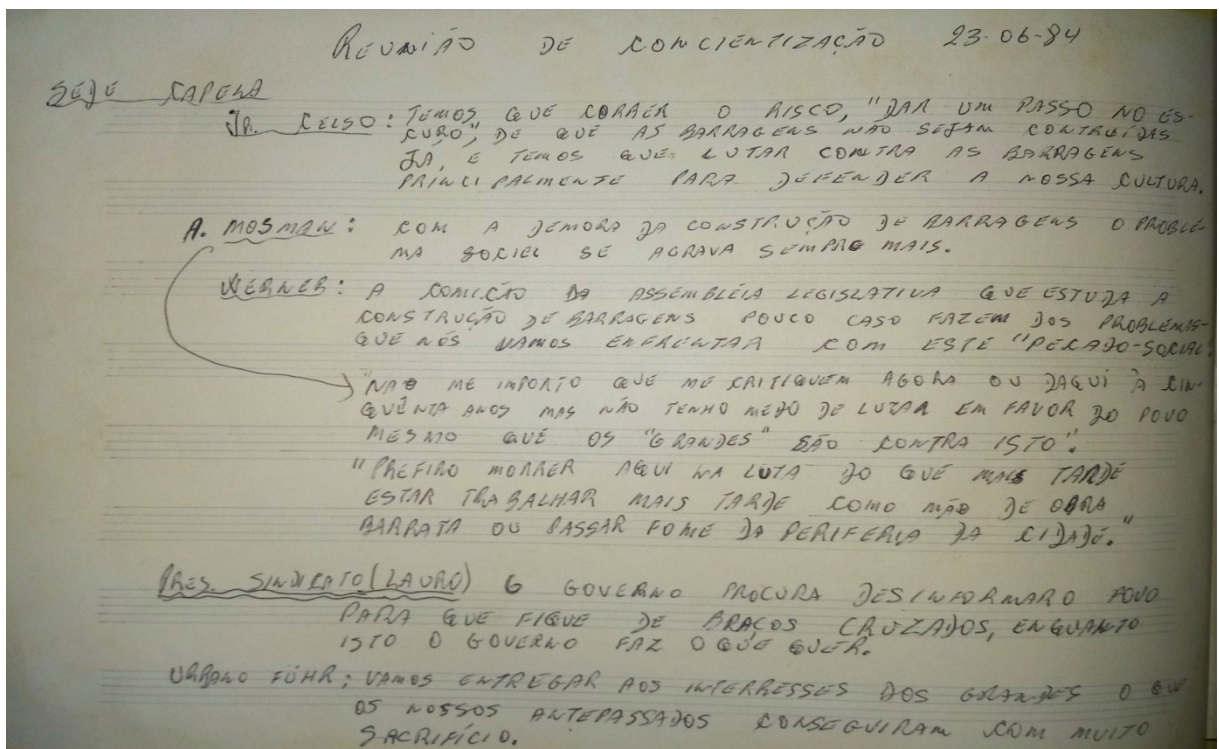 REUNIÃO DE CONCIENTIZAÇÃO 23-06-84
SEDE CAPELA
JR. CELSO: TEMOS QUE CORRER O RISCO, "DAR UM PASSO NO ES-
CURO", DE QUE AS BARRAGENS NÃO SEJAM CONTRUÍDAS
JÁ, E TEMOS QUE LUTAR CONTRA AS BARRAGENS
PRINCIPALMENTE PARA DEFENDER A NOSSA CULTURA.
A. MOSMAN: COM A DEMORA DA CONSTRUÇÃO DE BARRAGENS O PROBLE-
MA SOCIEL SE AGRAVA SEMPRE MAIS.
WERNER: A COMICÃO DA ASSEMBLÉIA LEGISLATIVA QUE ESTUDA A
CONSTRUÇÃO DE BARRAGENS POUCO CASO FAZEM DOS PROBLEMAS
QUE NÓS VAMOS ENFRENTAR COM ESTE "PECADO-SOCIAL".
"NÃO ME IMPORTO QUE ME CRITIQUEM AGORA OU DAQUI À CIN-
QUENTA ANOS MAS NÃO TENHO MEDO DE LUTAR EM FAVOR DO POVO
MESMO QUE OS "GRANDES" SÃO CONTRA ISTO".
"PREFIRO MORRER AQUI NA LUTA DO QUE MAIS TARDE
ESTAR TRABALHAR MAIS TARDE COMO MÃO DE OBRA
BARRATA OU PASSAR FOME DA PERIFERIA DA CIDADE."
PRES. SINDICATO (LAURO) O GOVERNO PROCURA DESINFORMAR O POVO
PARA QUE FIQUE DE BRAÇOS CRUZADOS, ENQUANTO
ISTO O GOVERNO FAZ O QUE QUER.
URBANO FÜHR: VAMOS ENTREGAR AOS INTERRESSES DOS GRANDES O QUE
OS NOSSOS ANTEPASSADOS CONSEGUIRAM COM MUITO
SACRIFÍCIO.